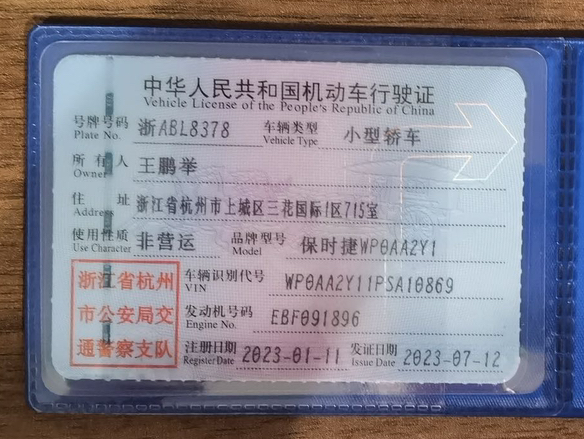 中华人民共和国机动车行驶证
Vehicle License of the People's Republic of China
号牌号码 浙ABL8378 车辆类型 小型轿车
Plate No. Vehicle Type
所有人 王鹏举
Owner
住址 浙江省杭州市上城区三花国际1区715室
Address
使用性质 非营运 品牌型号 保时捷WP0AA2Y1
Use Character Model
浙江省杭州
市公安局交
通警察支队
车辆识别代号 WP0AA2Y11PSA10869
VIN
发动机号码 EBF091896
Engine No.
注册日期 2023-01-11 发证日期 2023-07-12
Register Date Issue Date